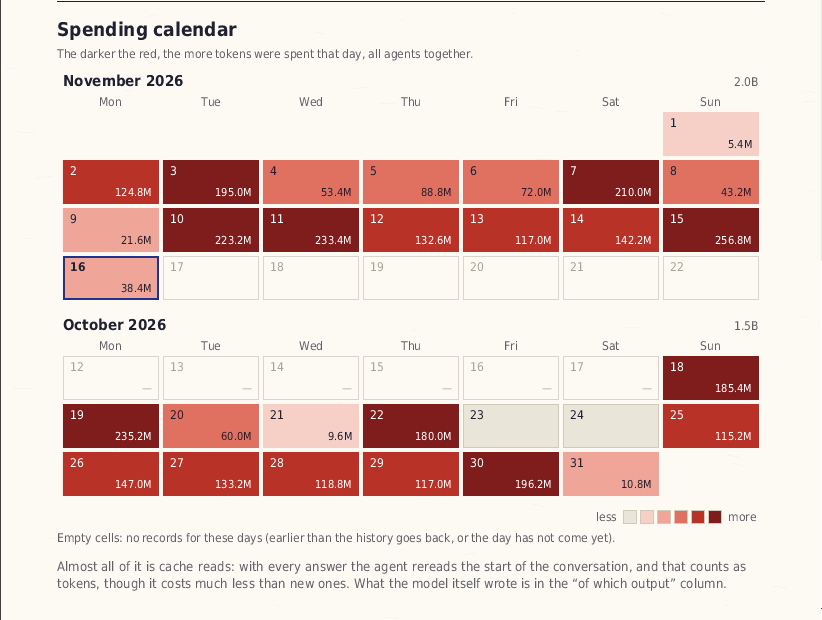 Spending calendar
The darker the red, the more tokens were spent that day, all agents together.
November 2026 2.0B
Mon Tue Wed Thu Fri Sat Sun
1
5.4M
2 3 4 5 6 7 8
124.8M 195.0M 53.4M 88.8M 72.0M 210.0M 43.2M
9 10 11 12 13 14 15
21.6M 223.2M 233.4M 132.6M 117.0M 142.2M 256.8M
16 17 18 19 20 21 22
38.4M
October 2026 1.5B
Mon Tue Wed Thu Fri Sat Sun
12 13 14 15 16 17 18
— — — — — — 185.4M
19 20 21 22 23 24 25
235.2M 60.0M 9.6M 180.0M 115.2M
26 27 28 29 30 31
147.0M 133.2M 118.8M 117.0M 196.2M 10.8M
less more
Empty cells: no records for these days (earlier than the history goes back, or the day has not come yet).
Almost all of it is cache reads: with every answer the agent rereads the start of the conversation, and that counts as
tokens, though it costs much less than new ones. What the model itself wrote is in the “of which output” column.